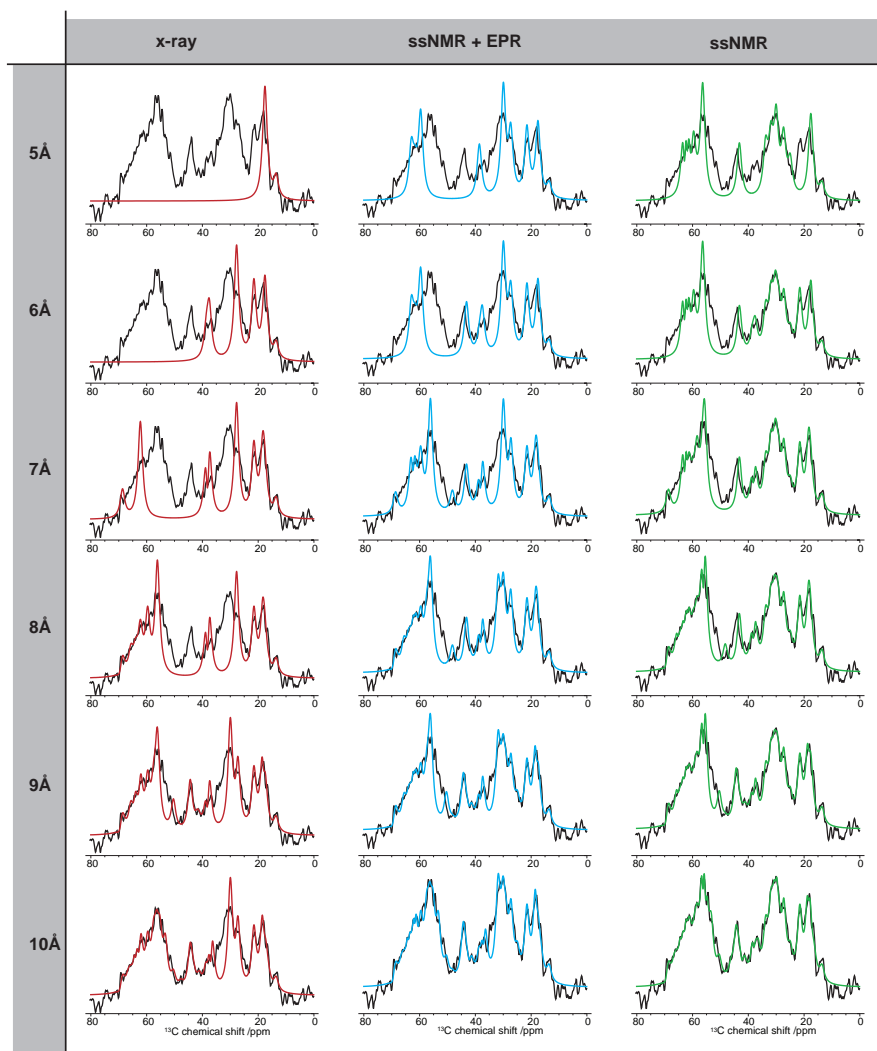 x-ray ssNMR + EPR ssNMR
5Å
80 60 40 20 0 80 60 40 20 0 80 60 40 20 0
6Å
80 60 40 20 0 80 60 40 20 0 80 60 40 20 0
7Å
80 60 40 20 0 80 60 40 20 0 80 60 40 20 0
8Å
80 60 40 20 0 80 60 40 20 0 80 60 40 20 0
9Å
80 60 40 20 0 80 60 40 20 0 80 60 40 20 0
10Å
80 60 40 20 0 80 60 40 20 0 80 60 40 20 0
¹³C chemical shift /ppm ¹³C chemical shift /ppm ¹³C chemical shift /ppm